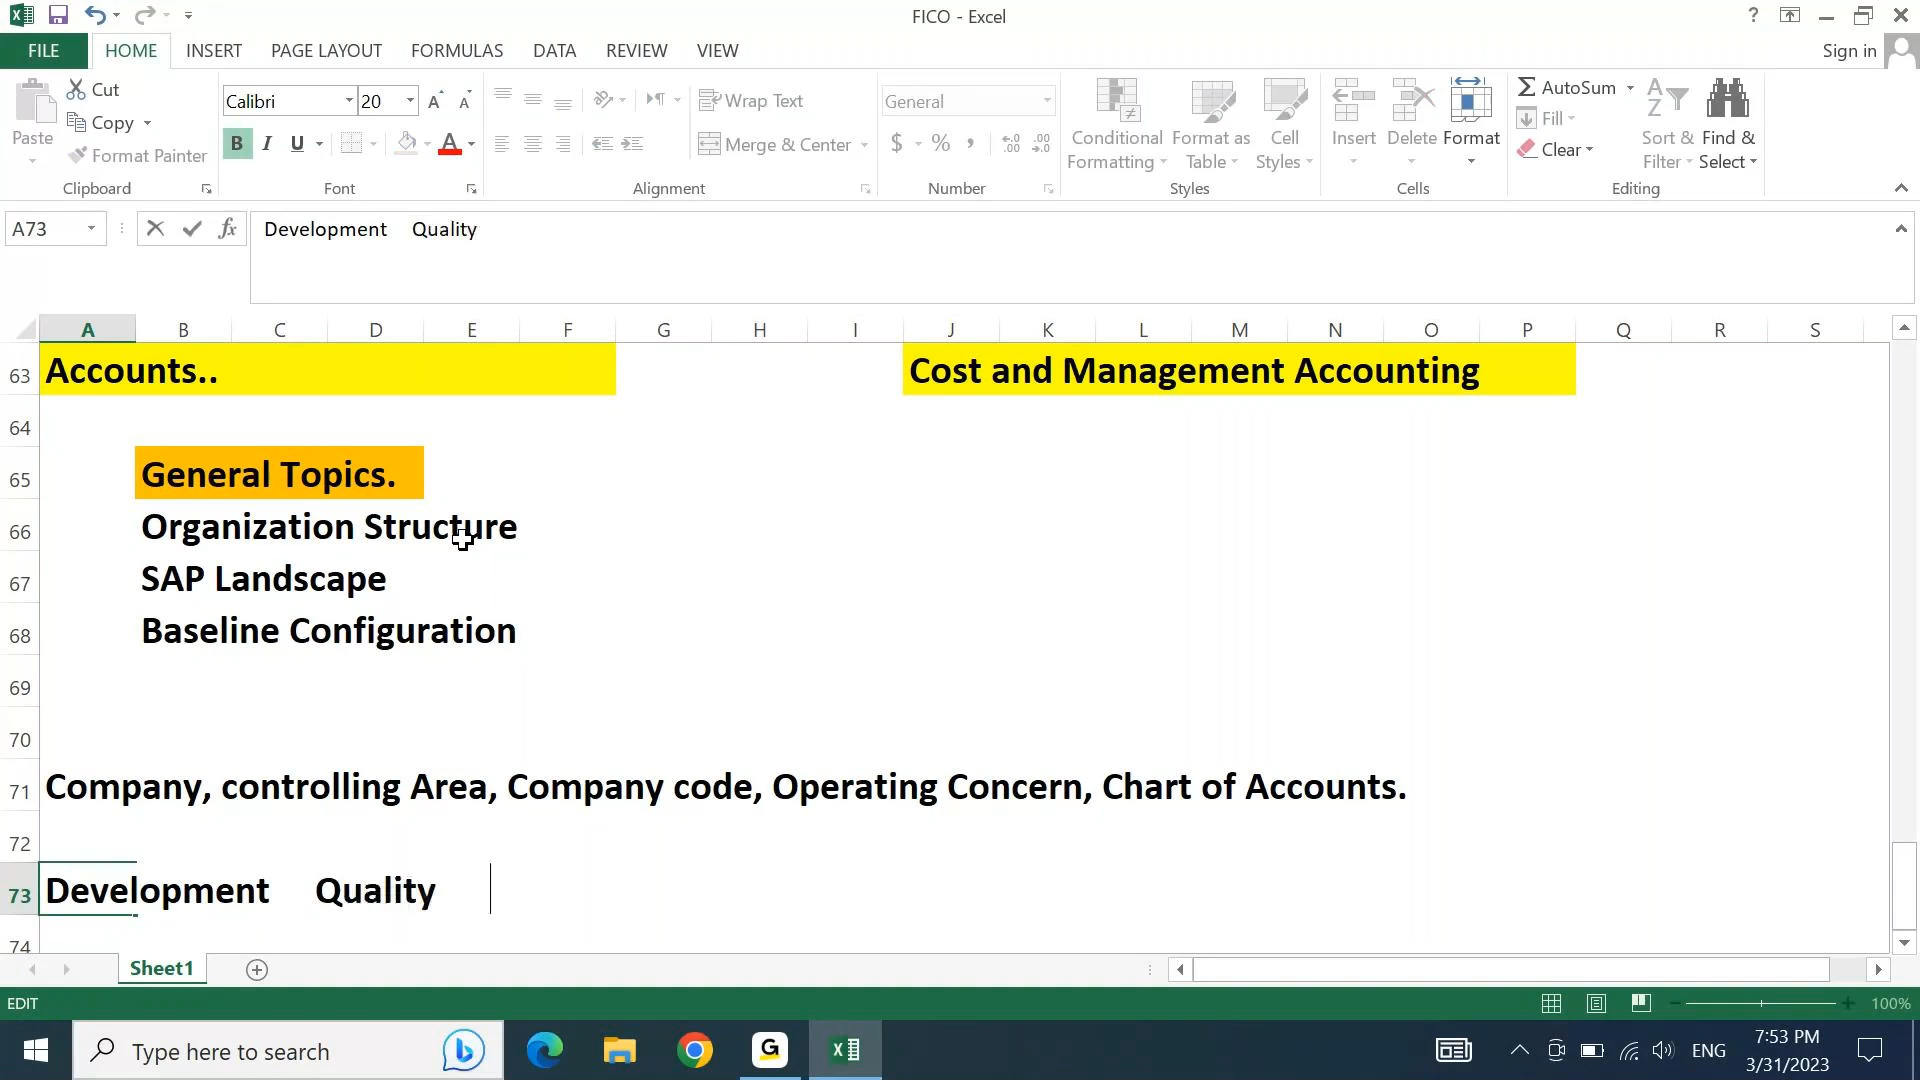 FICO - Excel
?
FILE HOME INSERT PAGE LAYOUT FORMULAS DATA REVIEW VIEW Sign in
Paste
Cut
Copy
Format Painter
Clipboard
Calibri 20 A A
B I U A
Font
Wrap Text
Merge & Center
Alignment
General
$ % , .00 .00
Number
Conditional Formatting
Format as Table
Cell Styles
Styles
Insert Delete Format
Cells
AutoSum
Fill
Clear
Sort & Filter
Find & Select
Editing
A73 fx Development Quality
A B C D E F G H I J K L M N O P Q R S
63 Accounts.. Cost and Management Accounting
64
65 General Topics.
66 Organization Structure
67 SAP Landscape
68 Baseline Configuration
69
70
71 Company, controlling Area, Company code, Operating Concern, Chart of Accounts.
72
73 Development Quality
74
Sheet1
EDIT 100%
Type here to search
ENG
7:53 PM
3/31/2023